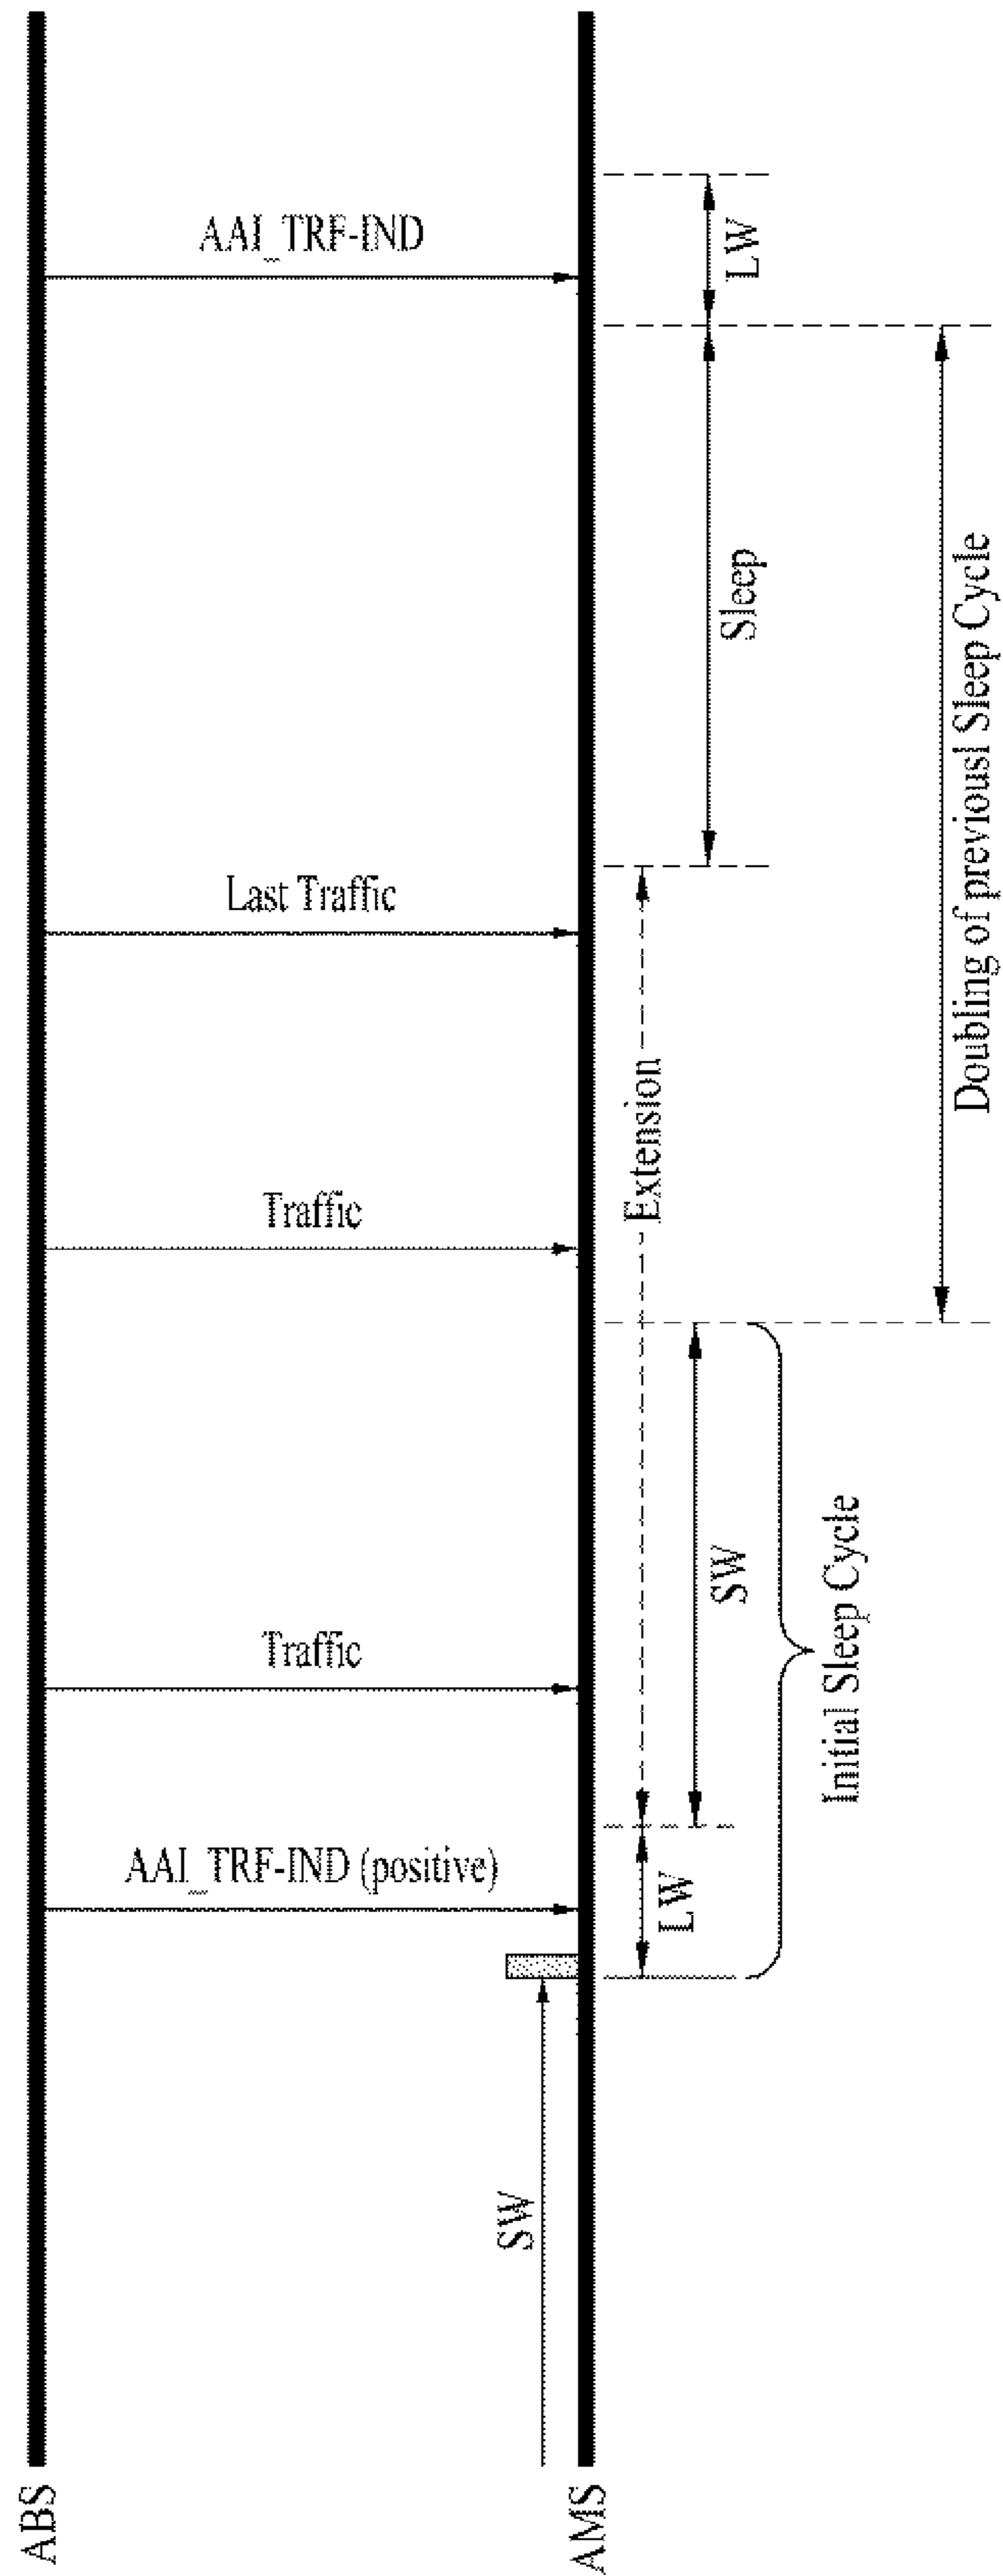 ABS
AAI_TRF-IND (positive)
Traffic
Traffic
Last Traffic
AAI_TRF-IND
SW
AMS
LW
Extension
SW
Sleep
LW
Initial Sleep Cycle
Doubling of previousl Sleep Cycle